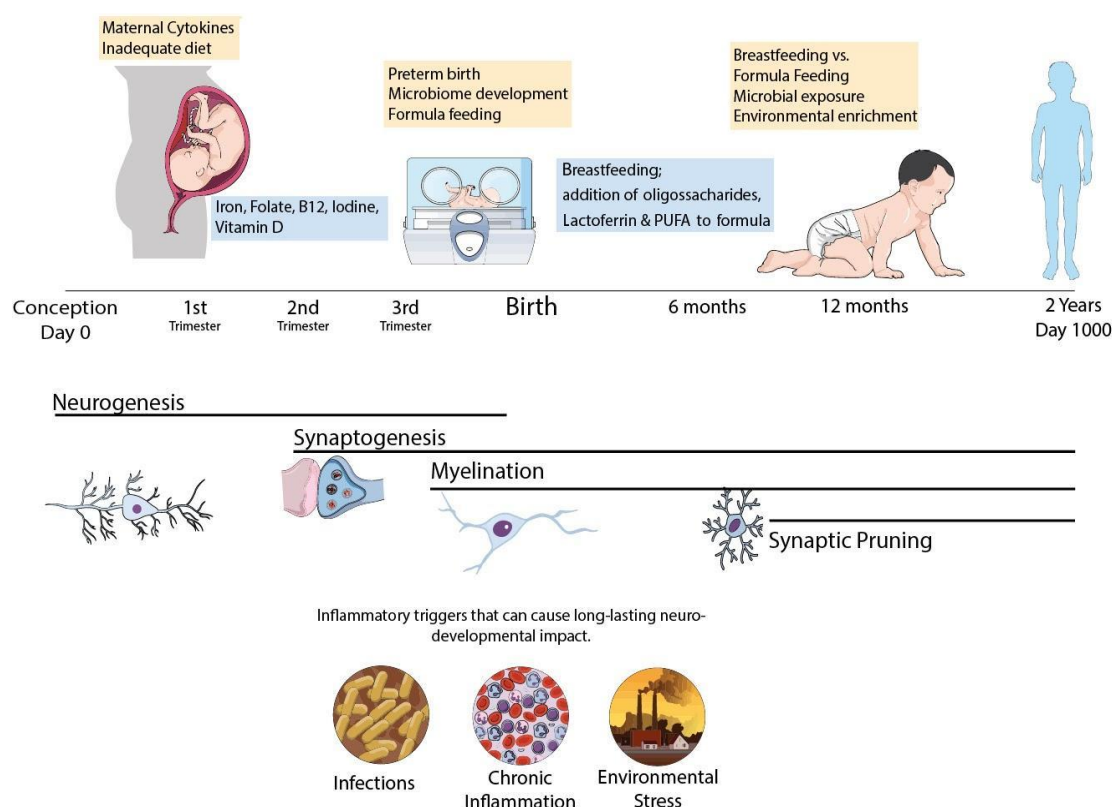 Maternal Cytokines
Inadequate diet
Preterm birth
Microbiome development
Formula feeding
Breastfeeding vs.
Formula Feeding
Microbial exposure
Environmental enrichment
Iron, Folate, B12, Iodine,
Vitamin D
Breastfeeding;
addition of oligossacharides,
Lactoferrin & PUFA to formula
Conception
Day 0
1st
Trimester
2nd
Trimester
3rd
Trimester
Birth
6 months
12 months
2 Years
Day 1000
Neurogenesis
Synaptogenesis
Myelination
Synaptic Pruning
Inflammatory triggers that can cause long-lasting neuro-
developmental impact.
Infections
Chronic
Inflammation
Environmental
Stress